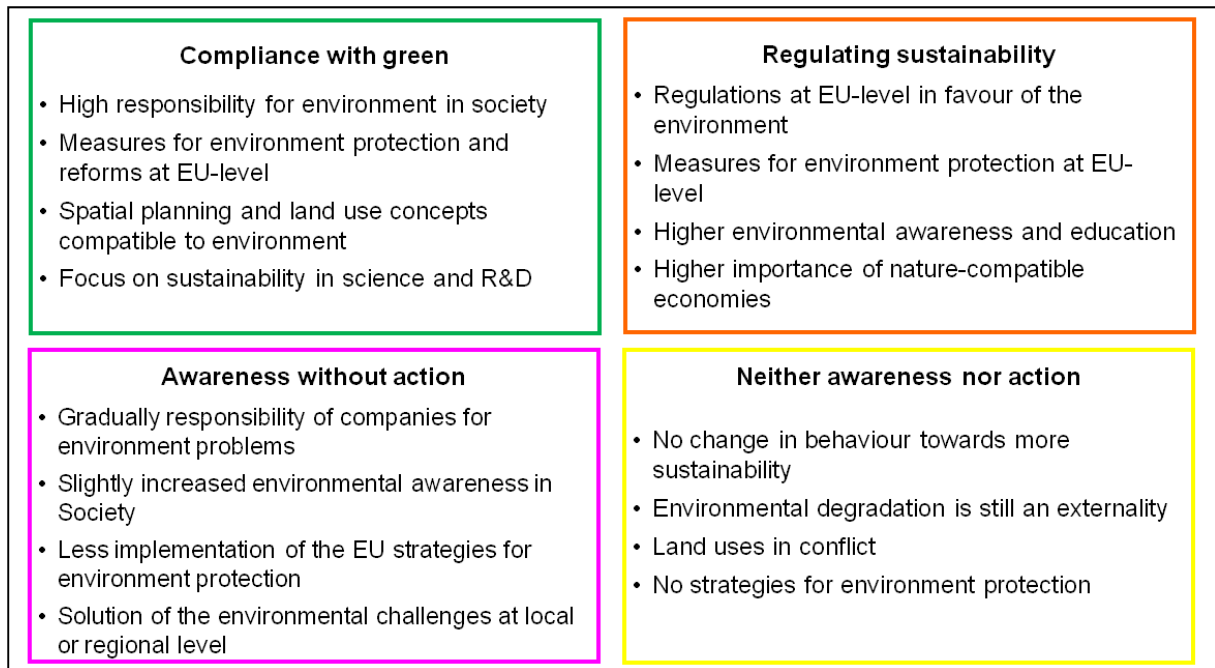 Compliance with green
• High responsibility for environment in society
• Measures for environment protection and
reforms at EU-level
• Spatial planning and land use concepts
compatible to environment
• Focus on sustainability in science and R&D
Regulating sustainability
• Regulations at EU-level in favour of the
environment
• Measures for environment protection at EU-
level
• Higher environmental awareness and education
• Higher importance of nature-compatible
economies
Awareness without action
• Gradually responsibility of companies for
environment problems
• Slightly increased environmental awareness in
Society
• Less implementation of the EU strategies for
environment protection
• Solution of the environmental challenges at local
or regional level
Neither awareness nor action
• No change in behaviour towards more
sustainability
• Environmental degradation is still an externality
• Land uses in conflict
• No strategies for environment protection